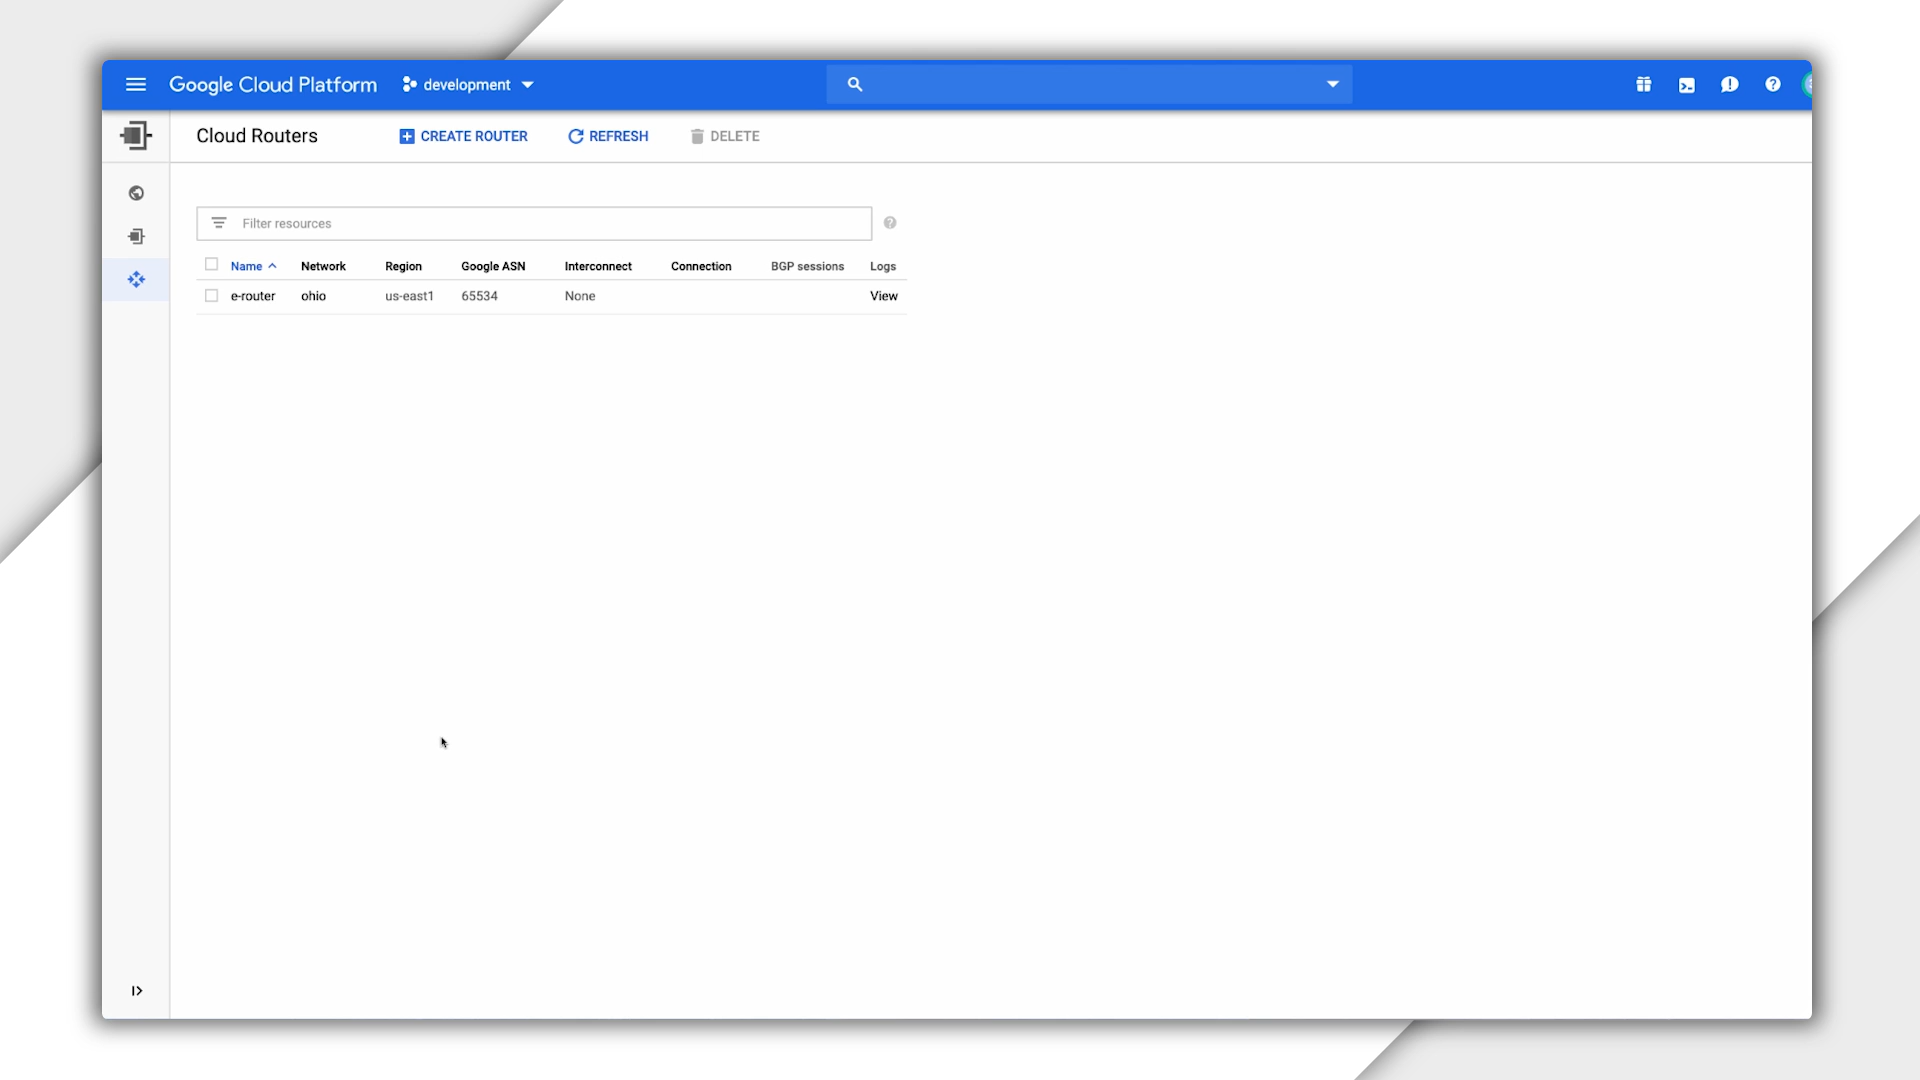 Google Cloud Platform development
Cloud Routers CREATE ROUTER REFRESH DELETE
Filter resources
Name Network Region Google ASN Interconnect Connection BGP sessions Logs
e-router ohio us-east1 65534 None View